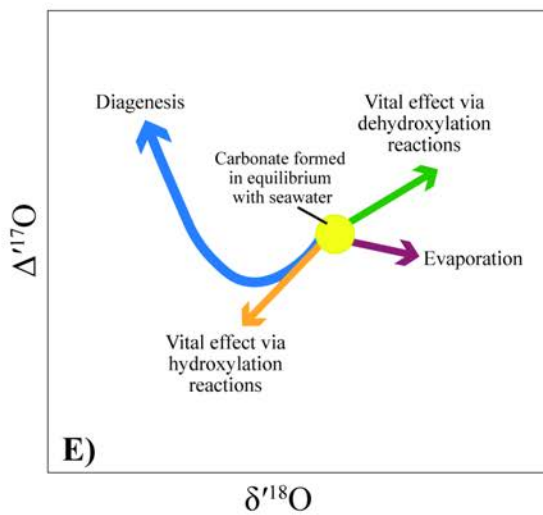 Diagenesis
Vital effect via
dehydroxylation
reactions
Carbonate formed
in equilibrium
with seawater
Evaporation
Vital effect via
hydroxylation
reactions
Δ′¹⁷O
E)
δ′¹⁸O